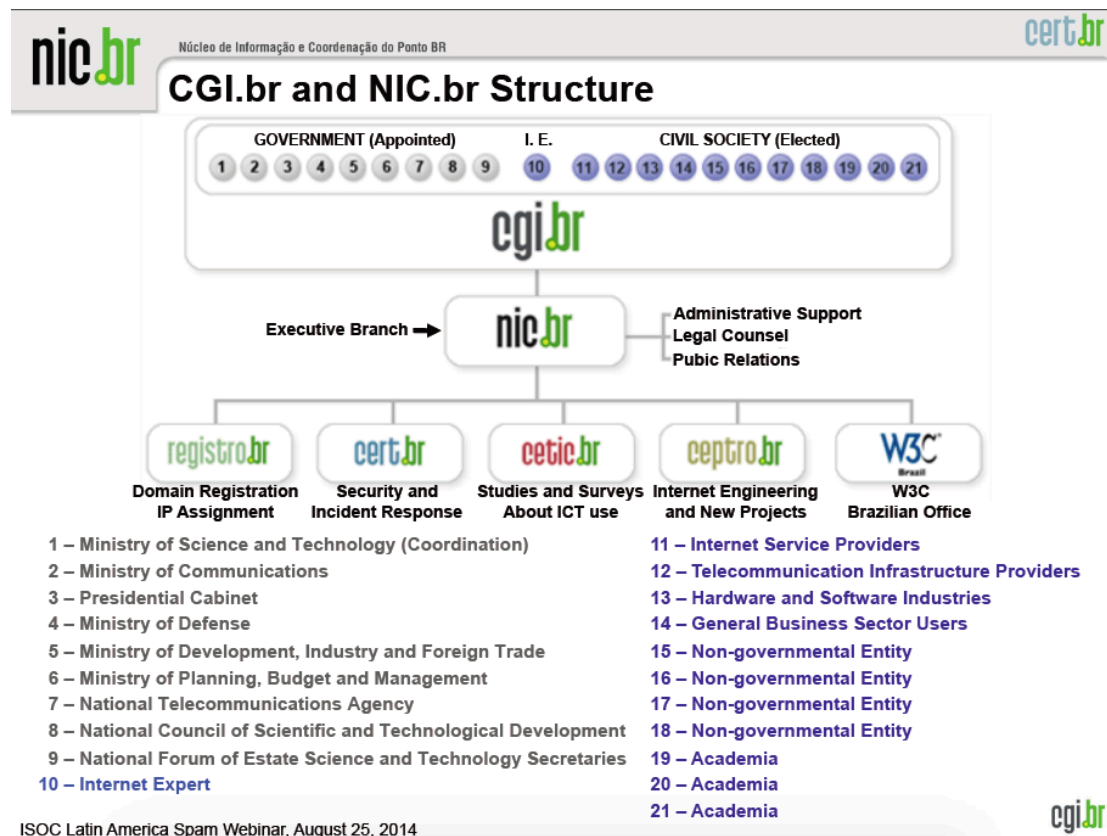 nic.br
Núcleo de Informação e Coordenação do Ponto BR
cert.br
CGI.br and NIC.br Structure
GOVERNMENT (Appointed)
I. E.
CIVIL SOCIETY (Elected)
1 2 3 4 5 6 7 8 9 10 11 12 13 14 15 16 17 18 19 20 21
cgi.br
Executive Branch
nic.br
Administrative Support
Legal Counsel
Pubic Relations
registro.br
Domain Registration
IP Assignment
cert.br
Security and
Incident Response
cetic.br
Studies and Surveys
About ICT use
ceptro.br
Internet Engineering
and New Projects
W3C
Brazil
W3C
Brazilian Office
1 – Ministry of Science and Technology (Coordination)
2 – Ministry of Communications
3 – Presidential Cabinet
4 – Ministry of Defense
5 – Ministry of Development, Industry and Foreign Trade
6 – Ministry of Planning, Budget and Management
7 – National Telecommunications Agency
8 – National Council of Scientific and Technological Development
9 – National Forum of Estate Science and Technology Secretaries
10 – Internet Expert
11 – Internet Service Providers
12 – Telecommunication Infrastructure Providers
13 – Hardware and Software Industries
14 – General Business Sector Users
15 – Non-governmental Entity
16 – Non-governmental Entity
17 – Non-governmental Entity
18 – Non-governmental Entity
19 – Academia
20 – Academia
21 – Academia
ISOC Latin America Spam Webinar, August 25, 2014
cgi.br